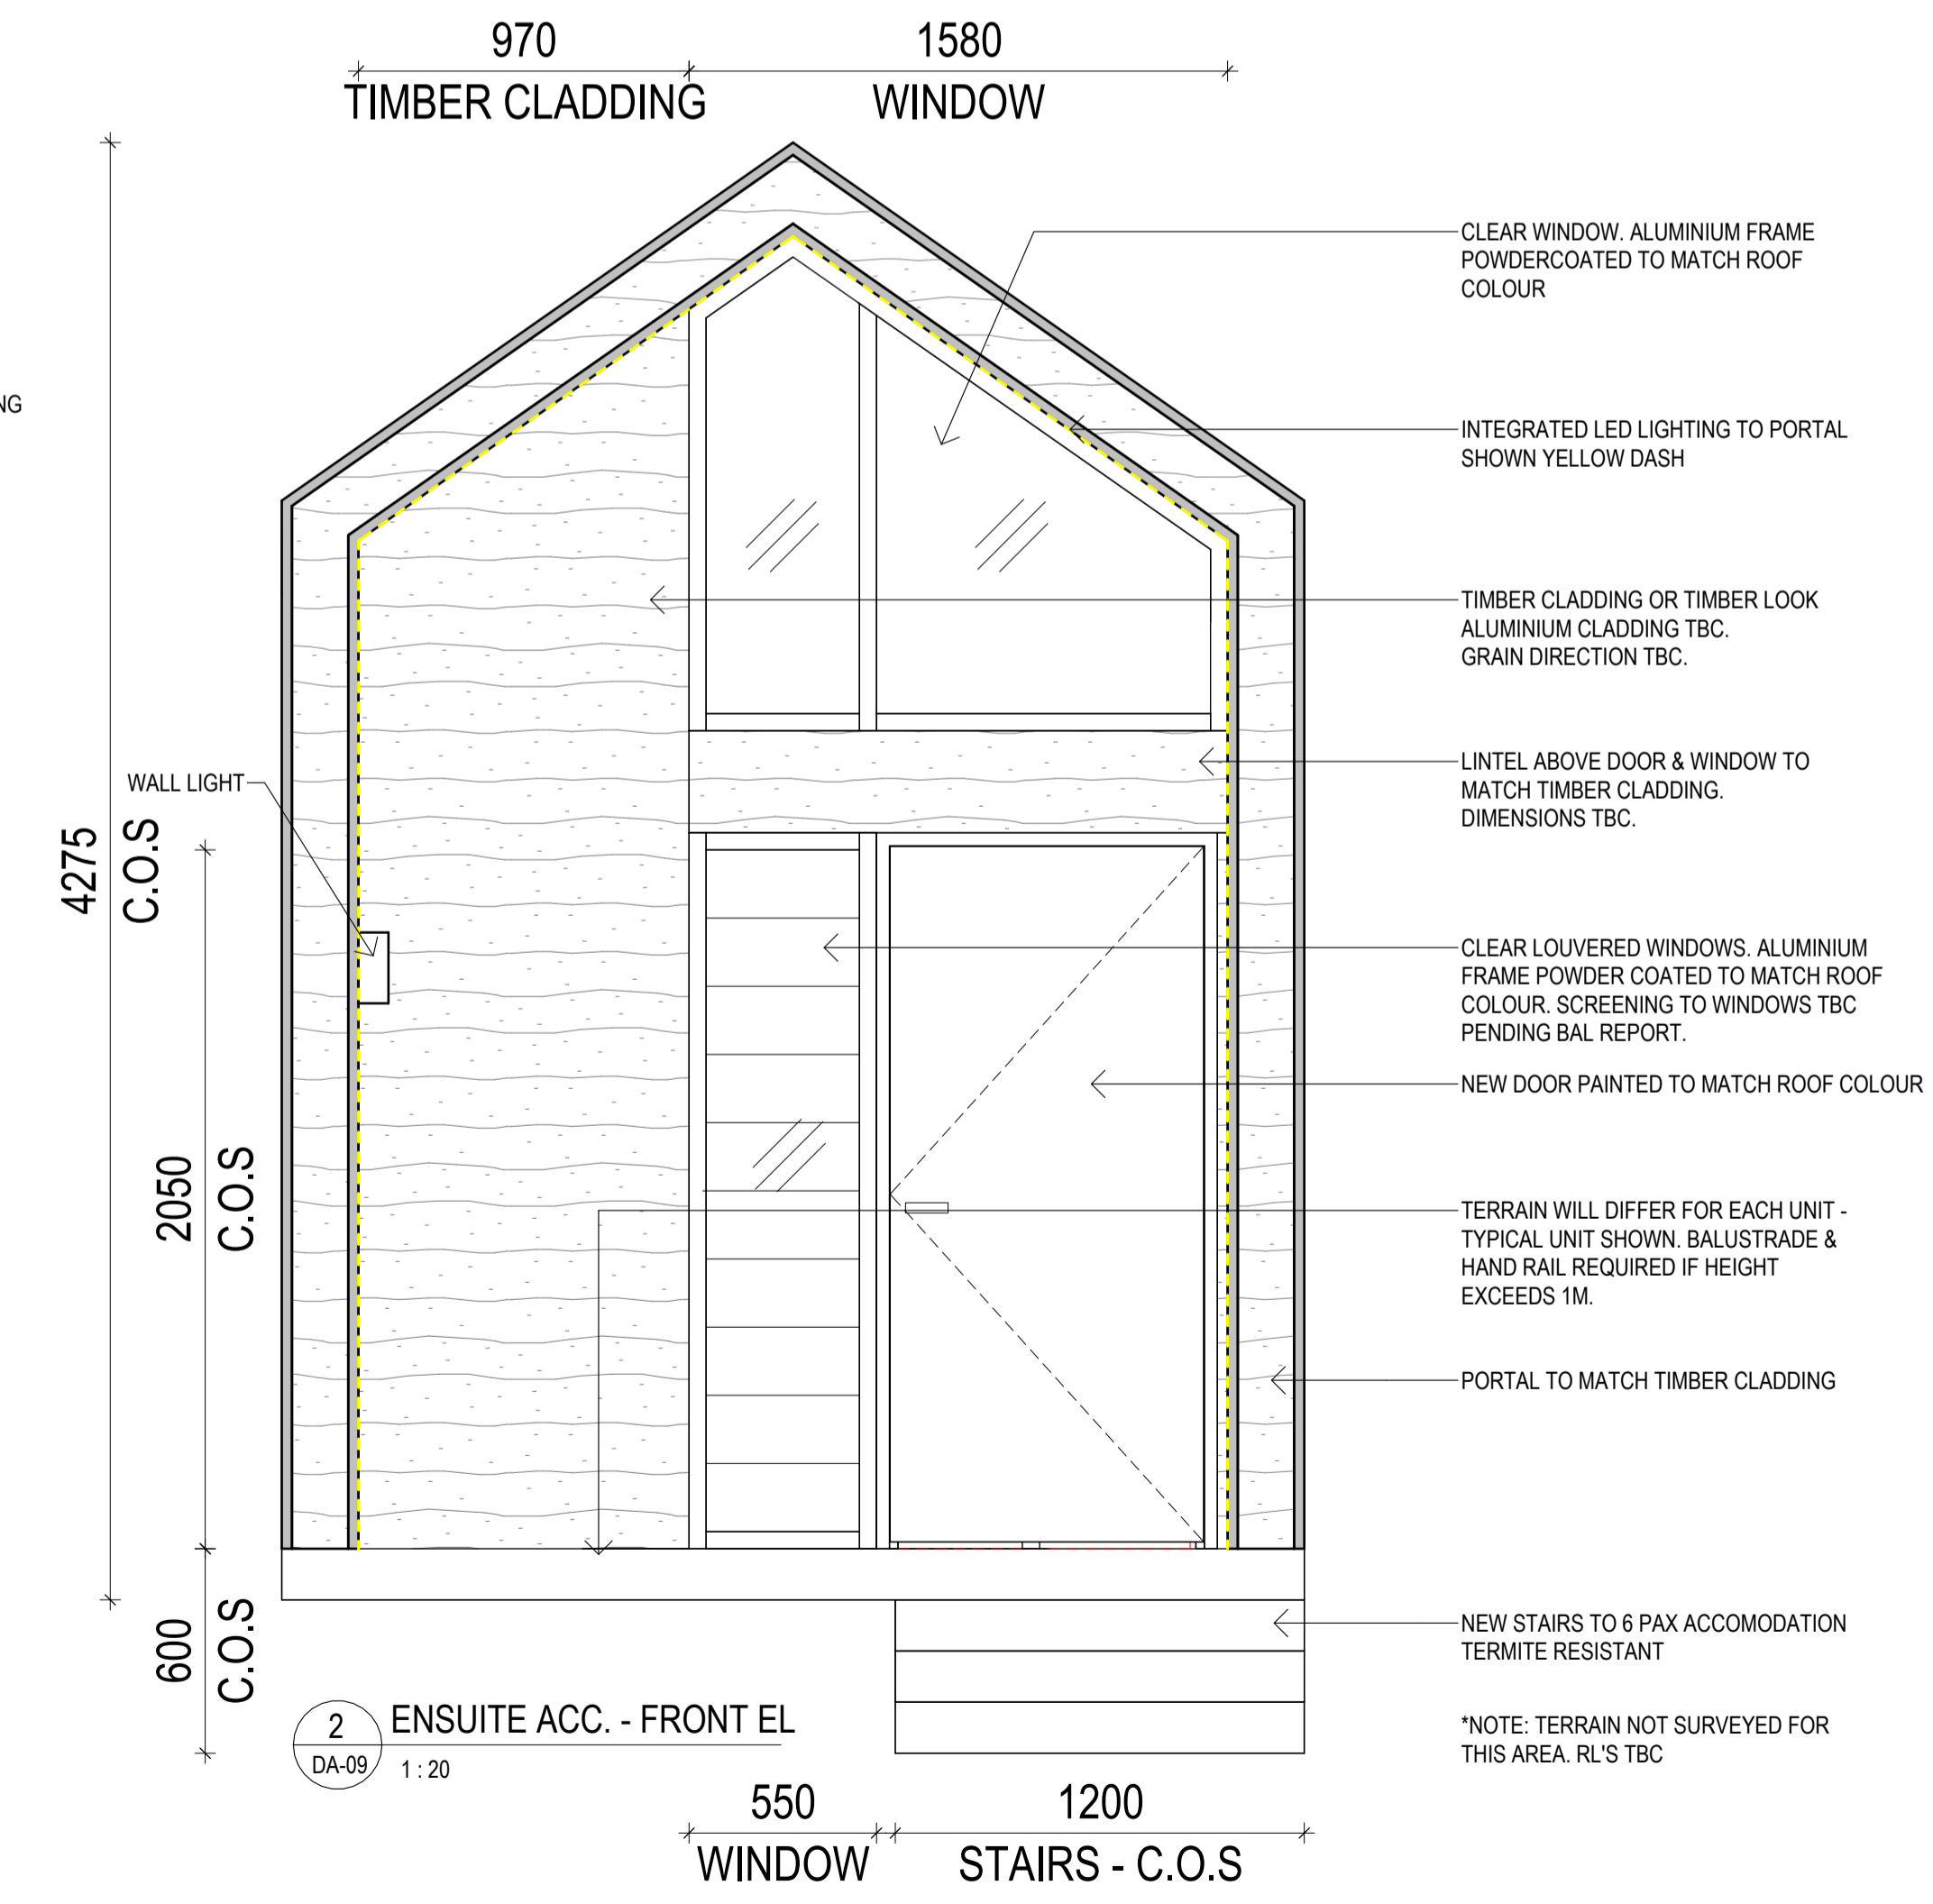 970
1580
TIMBER CLADDING
WINDOW
NG
CLEAR WINDOW. ALUMINIUM FRAME
POWDERCOATED TO MATCH ROOF
COLOUR
INTEGRATED LED LIGHTING TO PORTAL
SHOWN YELLOW DASH
TIMBER CLADDING OR TIMBER LOOK
ALUMINIUM CLADDING TBC.
GRAIN DIRECTION TBC.
LINTEL ABOVE DOOR & WINDOW TO
MATCH TIMBER CLADDING.
DIMENSIONS TBC.
WALL LIGHT
4275
C.O.S
CLEAR LOUVERED WINDOWS. ALUMINIUM
FRAME POWDER COATED TO MATCH ROOF
COLOUR. SCREENING TO WINDOWS TBC
PENDING BAL REPORT.
NEW DOOR PAINTED TO MATCH ROOF COLOUR
2050
C.O.S
TERRAIN WILL DIFFER FOR EACH UNIT -
TYPICAL UNIT SHOWN. BALUSTRADE &
HAND RAIL REQUIRED IF HEIGHT
EXCEEDS 1M.
PORTAL TO MATCH TIMBER CLADDING
600
C.O.S
NEW STAIRS TO 6 PAX ACCOMODATION
TERMITE RESISTANT
*NOTE: TERRAIN NOT SURVEYED FOR
THIS AREA. RL'S TBC
2
DA-09
ENSUITE ACC. - FRONT EL
1 : 20
550
1200
WINDOW
STAIRS - C.O.S